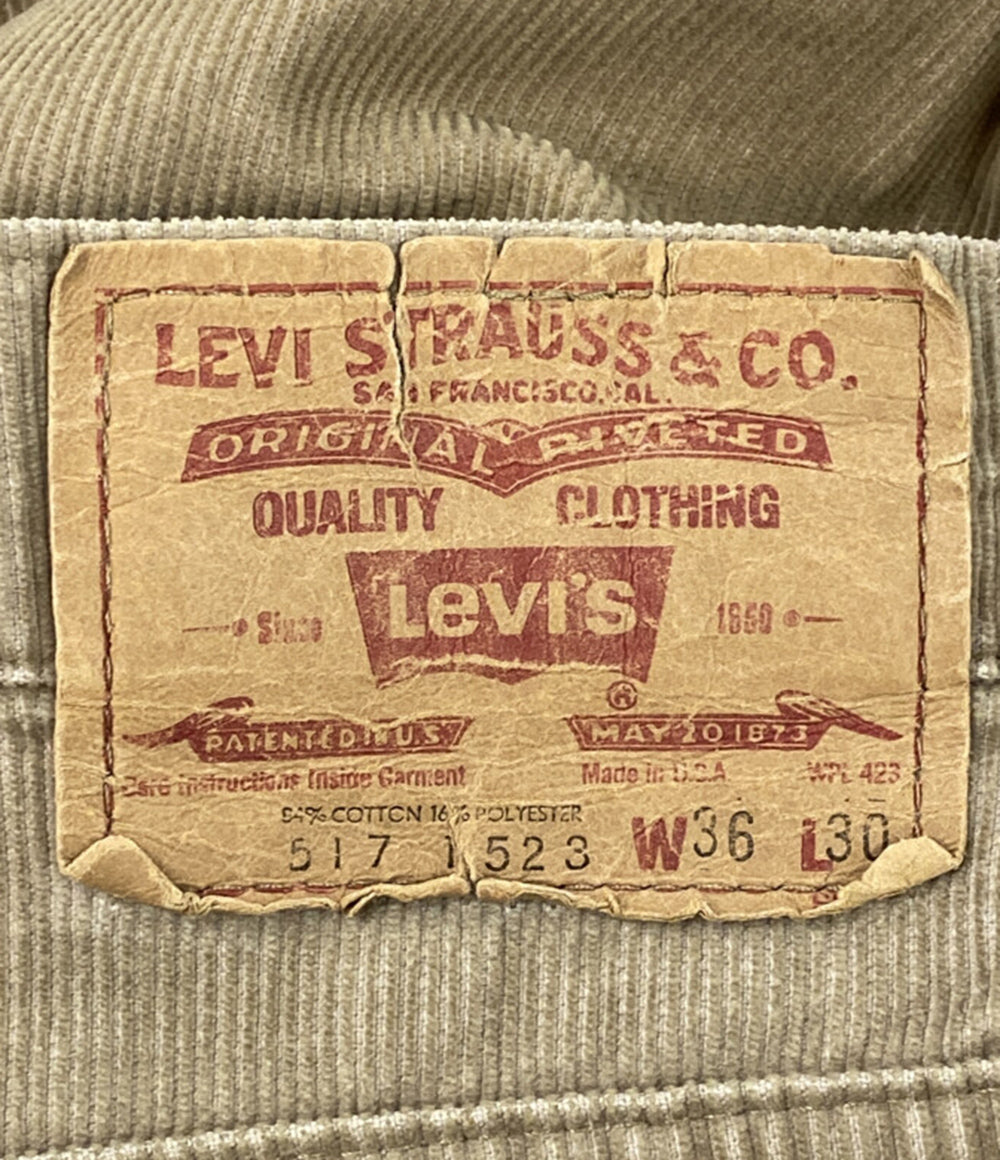 LEVI STRAUSS & CO.
SAN FRANCISCO, CAL.
ORIGINAL RIVETED
QUALITY CLOTHING
Levi's
Since 1850
®
PATENTED IN U.S. MAY 20 1873
Care Instructions Inside Garment Made in U.S.A. WPL 423
84% COTTON 16% POLYESTER
517 1523 W36 L30